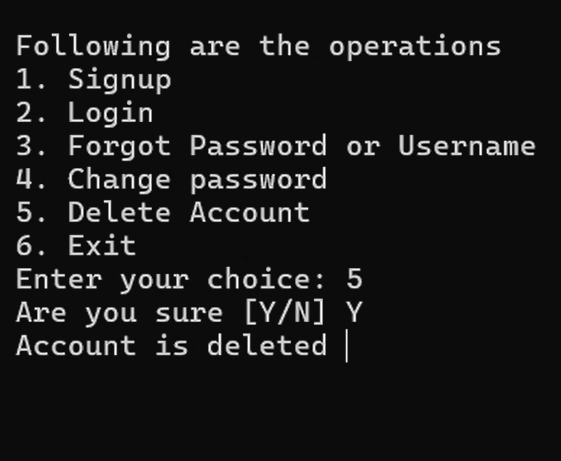 Following are the operations
1. Signup
2. Login
3. Forgot Password or Username
4. Change password
5. Delete Account
6. Exit
Enter your choice: 5
Are you sure [Y/N] Y
Account is deleted